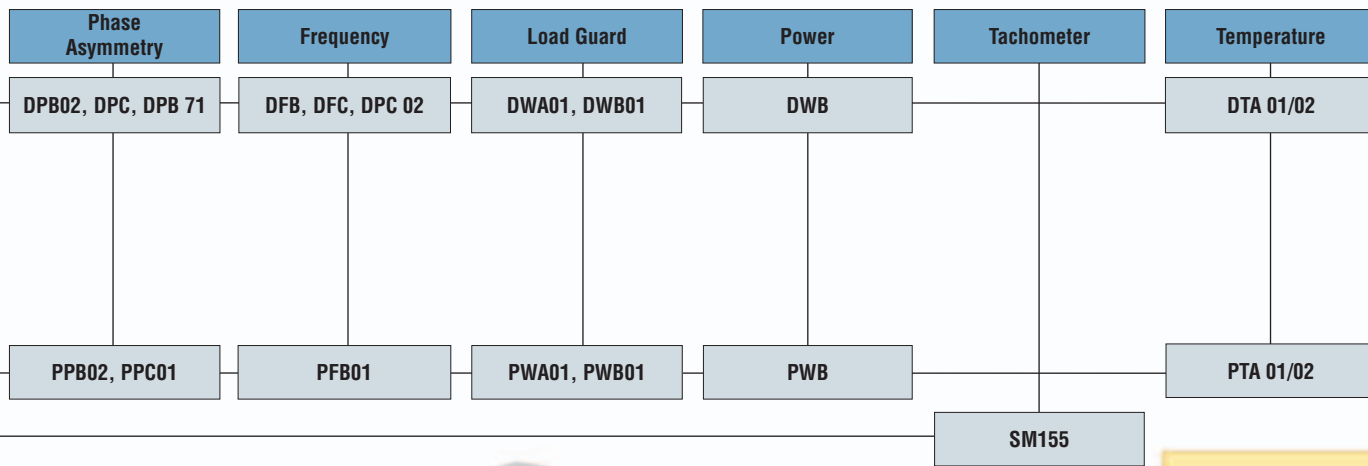 Phase
Asymmetry
Frequency
Load Guard
Power
Tachometer
Temperature
DPB02, DPC, DPB 71
DFB, DFC, DPC 02
DWA01, DWB01
DWB
DTA 01/02
PPB02, PPC01
PFB01
PWA01, PWB01
PWB
PTA 01/02
SM155